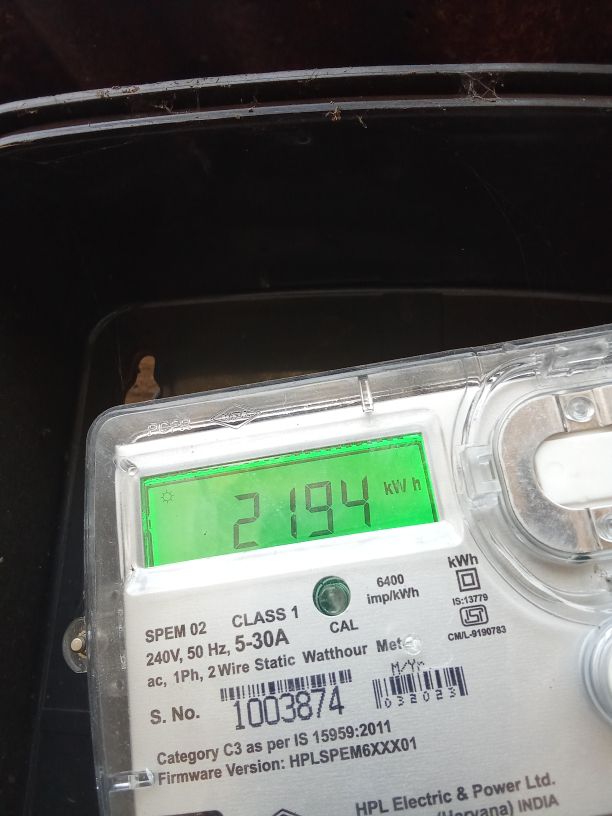 2194 kWh
6400
imp/kWh
kWh
IS:13779
CM/L-9190783
CAL
SPEM 02 CLASS 1
240V, 50 Hz, 5-30A
ac, 1Ph, 2 Wire Static Watthour Meter
M/Yr
S. No. 1003874 032023
Category C3 as per IS 15959:2011
Firmware Version: HPLSPEM6XXX01
HPL Electric & Power Ltd.
(Haryana) INDIA